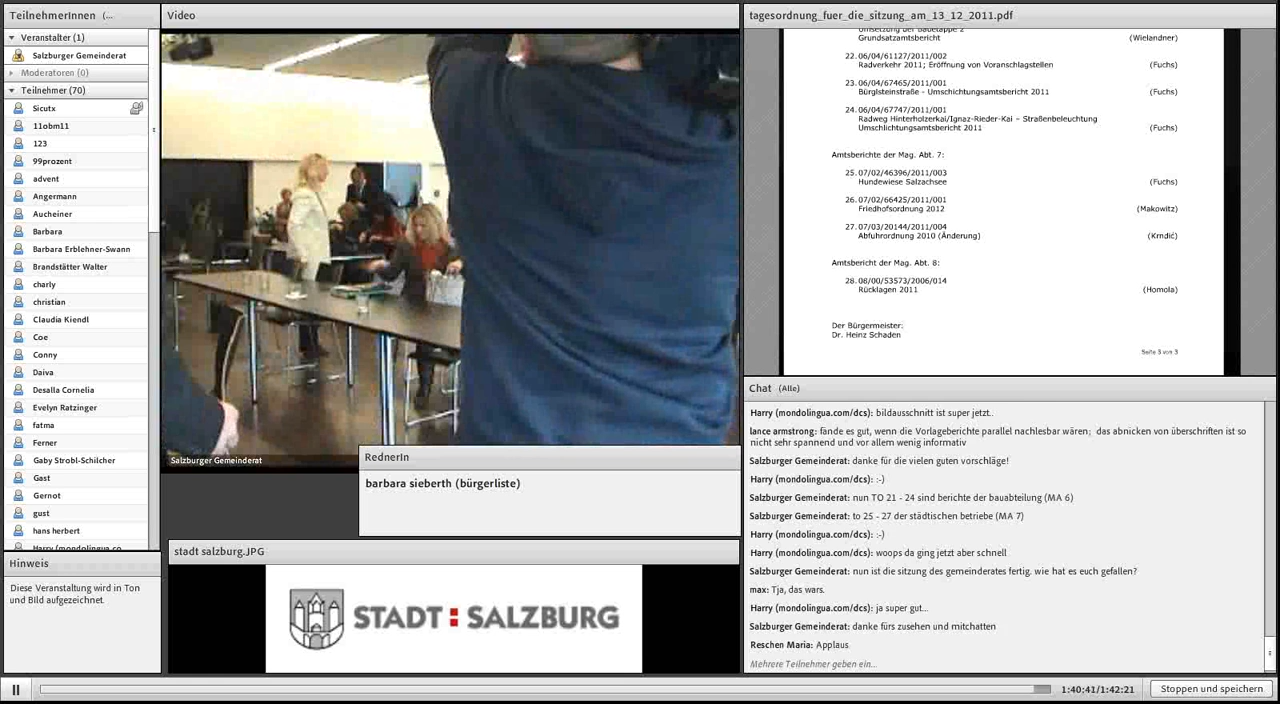 TeilnehmerInnen (...
Veranstalter (1)
Salzburger Gemeinderat
Moderatoren (0)
Teilnehmer (70)
Sicutx
11obm11
123
99prozent
advent
Angermann
Aucheiner
Barbara
Barbara Erblehner-Swann
Brandstätter Walter
charly
christian
Claudia Kiendl
Coe
Conny
Daiva
Desalla Cornelia
Evelyn Ratzinger
fatma
Ferner
Gaby Strobl-Schilcher
Gast
Gernot
gust
hans herbert
Harry (mondolingua.co
Hinweis
Diese Veranstaltung wird in Ton
und BIld aufgezeichnet.
Video
Salzburger Gemeinderat
RednerIn
barbara sieberth (bürgerliste)
stadt salzburg.JPG
STADT : SALZBURG
tagesordnung_fuer_die_sitzung_am_13_12_2011.pdf
Umsetzung der Bauetappe 2
Grundsatzamtsbericht (Wielandner)
22. 06/04/61127/2011/002
Radverkehr 2011; Eröffnung von Voranschlagstellen (Fuchs)
23. 06/04/67465/2011/001
Bürglsteinstraße - Umschichtungsamtsbericht 2011 (Fuchs)
24. 06/04/67747/2011/001
Radweg Hinterholzerkai/Ignaz-Rieder-Kai – Straßenbeleuchtung
Umschlichtungsamtsbericht 2011 (Fuchs)
Amtsberichte der Mag. Abt. 7:
25. 07/02/46396/2011/003
Hundewiese Salzachsee (Fuchs)
26. 07/02/66425/2011/001
Friedhofsordnung 2012 (Makowitz)
27. 07/03/20144/2011/004
Abfuhrordnung 2010 (Änderung) (Krndić)
Amtsbericht der Mag. Abt. 8:
28. 08/00/53573/2006/014
Rücklagen 2011 (Homola)
Der Bürgermeister:
Dr. Heinz Schaden
Seite 3 von 3
Chat (Alle)
Harry (mondolingua.com/dcs): bildausschnitt ist super jetzt..
lance armstrong: fände es gut, wenn die Vorlageberichte parallel nachlesbar wären; das abnicken von überschriften ist so
nicht sehr spannend und vor allem wenig informativ
Salzburger Gemeinderat: danke für die vielen guten vorschläge!
Harry (mondolingua.com/dcs): :-)
Salzburger Gemeinderat: nun TO 21 - 24 sind berichte der bauabteilung (MA 6)
Salzburger Gemeinderat: to 25 - 27 der städtischen betriebe (MA 7)
Harry (mondolingua.com/dcs): :-)
Harry (mondolingua.com/dcs): woops da ging jetzt aber schnell
Salzburger Gemeinderat: nun ist die sitzung des gemeinderates fertig. wie hat es euch gefallen?
max: Tja, das wars.
Harry (mondolingua.com/dcs): ja super gut...
Salzburger Gemeinderat: danke fürs zusehen und mitchatten
Reschen Maria: Applaus
Mehrere Teilnehmer geben ein...
1:40:41/1:42:21
Stoppen und speichern